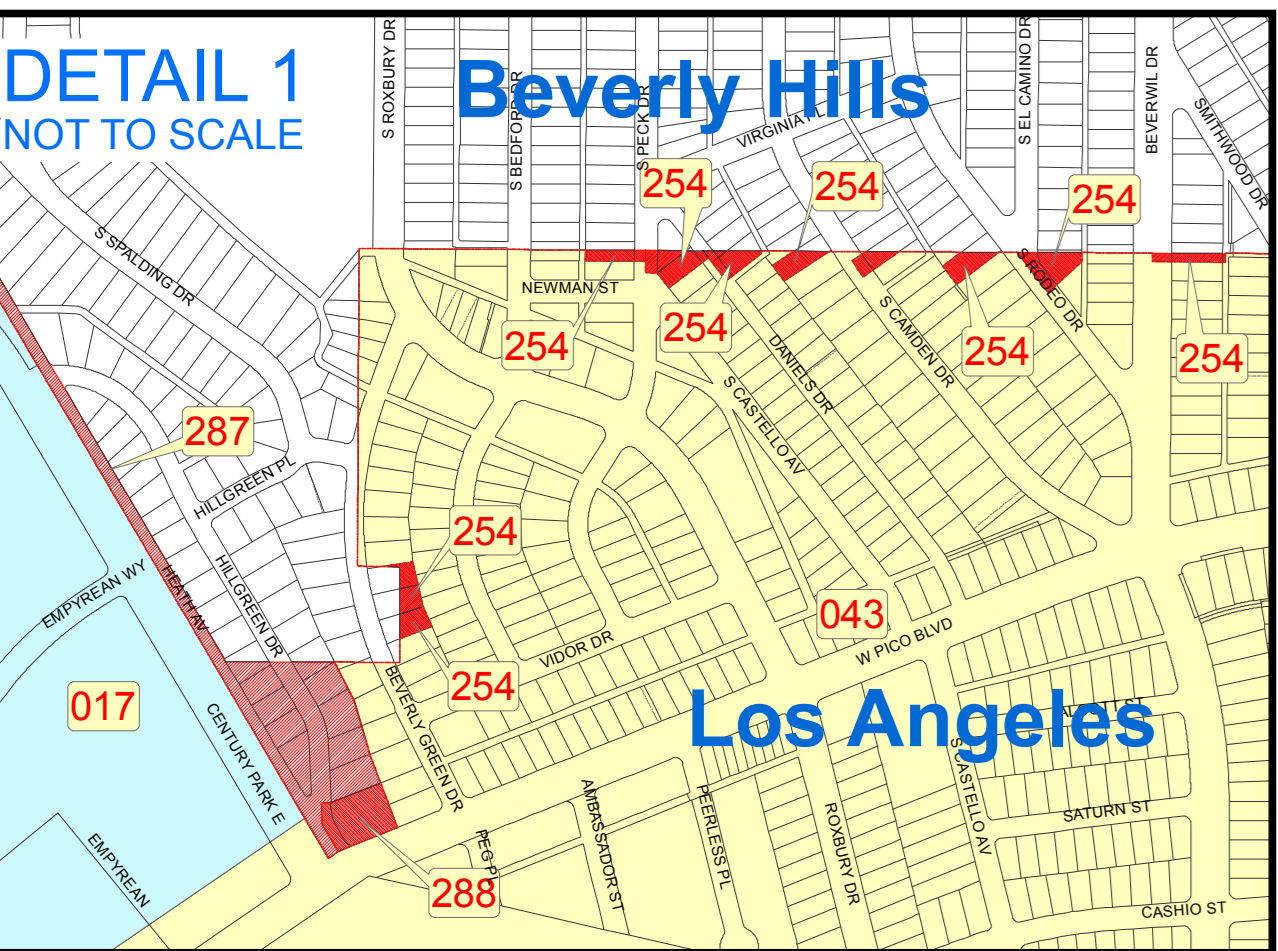 DETAIL 1
NOT TO SCALE
Beverly Hills
S ROXBURY DR
S BEDFORD DR
S PECK DR
VIRGINIA PL
S EL CAMINO DR
BEVERWIL DR
SMITHWOOD DR
254
254
254
S SPALDING DR
NEWMAN ST
S RODEO DR
254
254
254
254
S CAMDEN DR
DANIELS DR
S CASTELLO AV
287
HILLGREEN PL
254
EMPYREAN WY
HEATH AV
HILLGREEN DR
043
VIDOR DR
W PICO BLVD
254
017
BEVERLY GREEN DR
CENTURY PARK E
Los Angeles
S CASTELLO AV
AMBASSADOR ST
PEERLESS PL
ROXBURY DR
SATURN ST
EMPYREAN
PEG PL
288
CASHIO ST